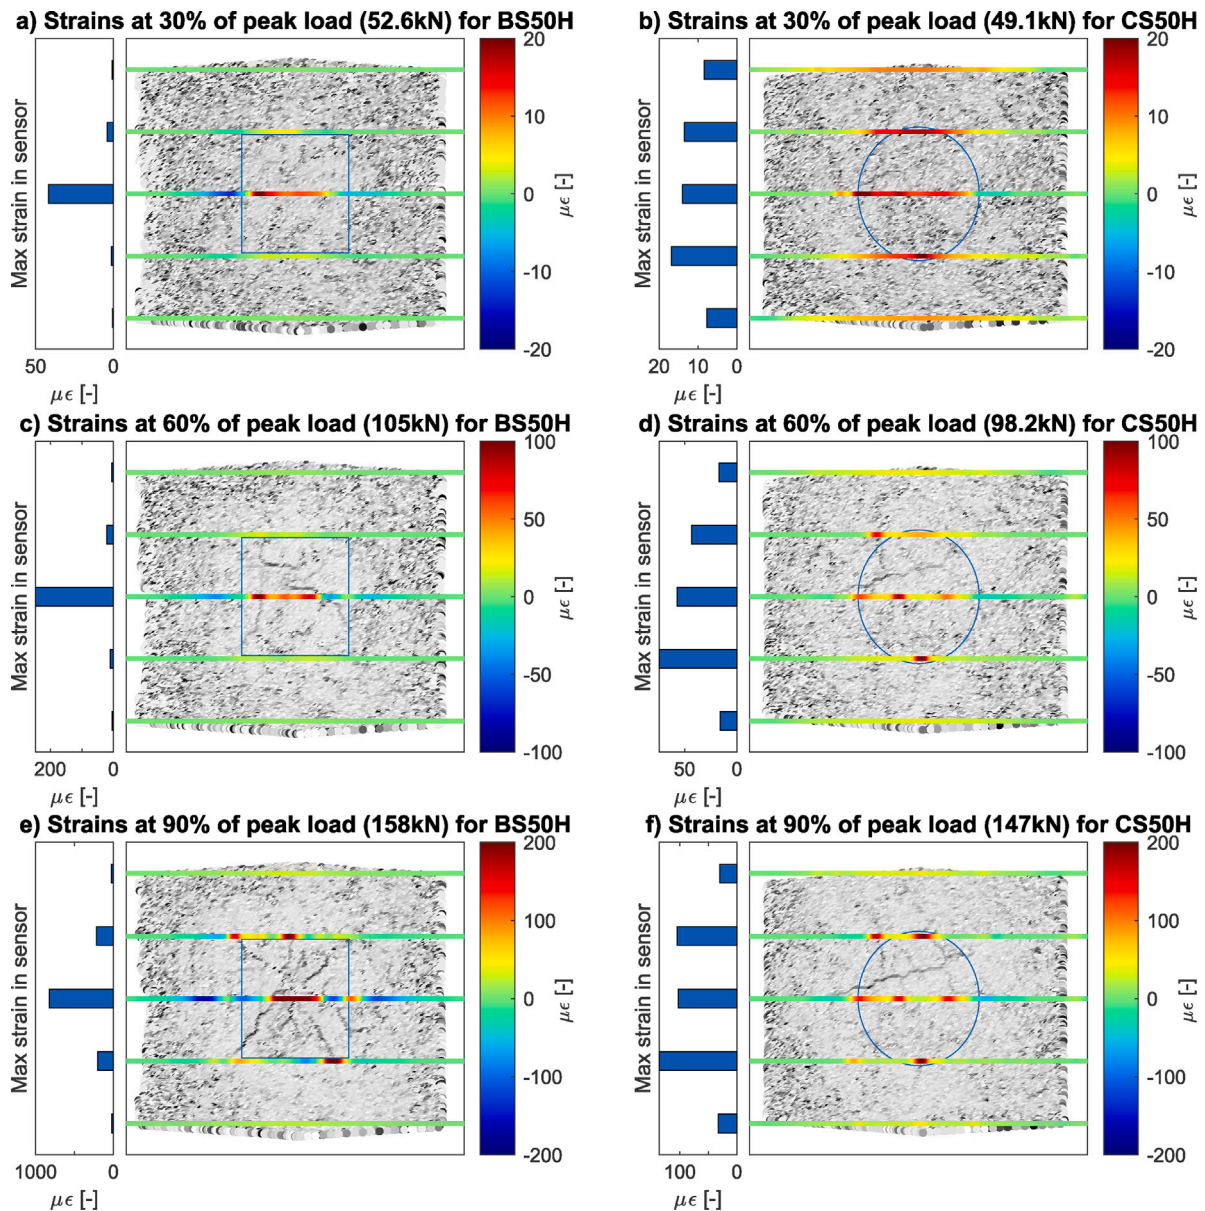 a) Strains at 30% of peak load (52.6kN) for BS50H
Max strain in sensor
50 0
με [-]
20
10
0
-10
-20
με [-]
b) Strains at 30% of peak load (49.1kN) for CS50H
Max strain in sensor
20 10 0
με [-]
20
10
0
-10
-20
με [-]
c) Strains at 60% of peak load (105kN) for BS50H
Max strain in sensor
200 0
με [-]
100
50
0
-50
-100
με [-]
d) Strains at 60% of peak load (98.2kN) for CS50H
Max strain in sensor
50 0
με [-]
100
50
0
-50
-100
με [-]
e) Strains at 90% of peak load (158kN) for BS50H
Max strain in sensor
1000 0
με [-]
200
100
0
-100
-200
με [-]
f) Strains at 90% of peak load (147kN) for CS50H
Max strain in sensor
100 0
με [-]
200
100
0
-100
-200
με [-]